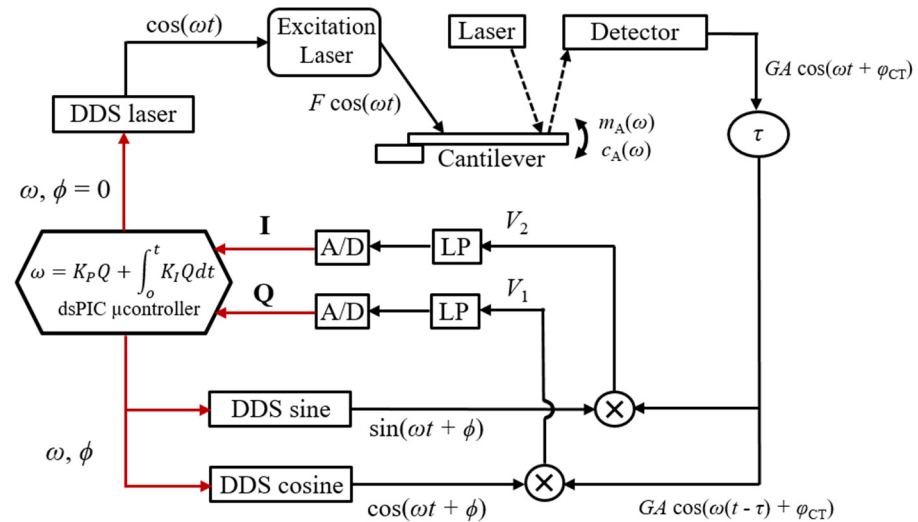 cos(ωt)
Excitation
Laser
Laser
Detector
GA cos(ωt + φCT)
DDS laser
F cos(ωt)
mA(ω)
cA(ω)
τ
Cantilever
ω, ϕ = 0
I
A/D
LP
V2
ω = KPQ + ∫ot KIQdt
dsPIC μcontroller
Q
A/D
LP
V1
DDS sine
sin(ωt + ϕ)
ω, ϕ
DDS cosine
cos(ωt + ϕ)
GA cos(ω(t - τ) + φCT)